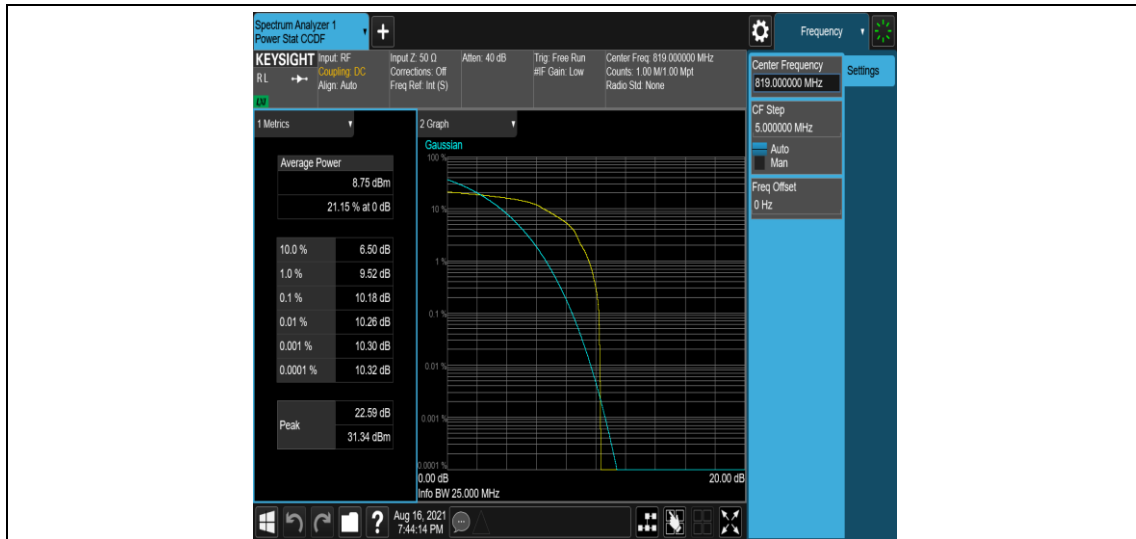 Spectrum Analyzer 1
Power Stat CCDF
Frequency
KEYSIGHT
RL
LXI
Input: RF
Coupling: DC
Align: Auto
Input Z: 50 Ω
Corrections: Off
Freq Ref: Int (S)
Atten: 40 dB
Trig: Free Run
#IF Gain: Low
Center Freq: 819.000000 MHz
Counts: 1.00 M/1.00 Mpt
Radio Std: None
Center Frequency
819.000000 MHz
Settings
CF Step
5.000000 MHz
Auto
Man
Freq Offset
0 Hz
1 Metrics
Average Power
8.75 dBm
21.15 % at 0 dB
10.0 % 6.50 dB
1.0 % 9.52 dB
0.1 % 10.18 dB
0.01 % 10.26 dB
0.001 % 10.30 dB
0.0001 % 10.32 dB
Peak
22.59 dB
31.34 dBm
2 Graph
Gaussian
100 %
10 %
1 %
0.1 %
0.01 %
0.001 %
0.0001 %
0.00 dB 20.00 dB
Info BW 25.000 MHz
?
Aug 16, 2021
7:44:14 PM